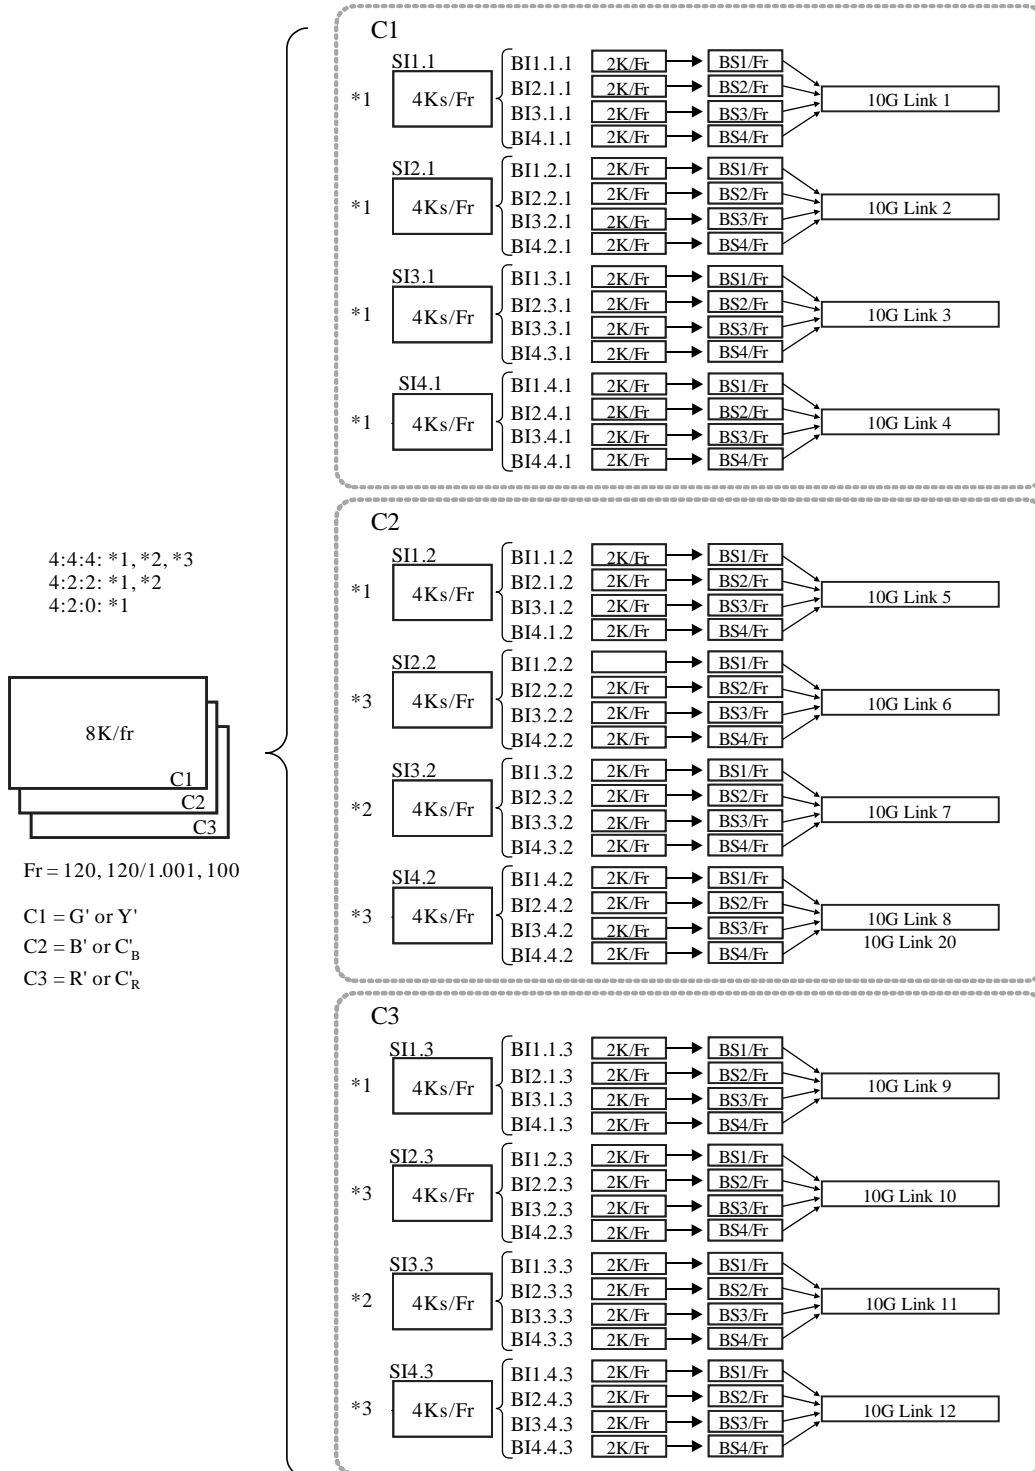 4:4:4: *1, *2, *3
4:2:2: *1, *2
4:2:0: *1
8K/fr
C1
C2
C3
Fr = 120, 120/1.001, 100
C1 = G' or Y'
C2 = B' or C'B
C3 = R' or C'R
C1
SI1.1
*1
4Ks/Fr
BI1.1.1 2K/Fr BS1/Fr
BI2.1.1 2K/Fr BS2/Fr
BI3.1.1 2K/Fr BS3/Fr
BI4.1.1 2K/Fr BS4/Fr
10G Link 1
SI2.1
*1
4Ks/Fr
BI1.2.1 2K/Fr BS1/Fr
BI2.2.1 2K/Fr BS2/Fr
BI3.2.1 2K/Fr BS3/Fr
BI4.2.1 2K/Fr BS4/Fr
10G Link 2
SI3.1
*1
4Ks/Fr
BI1.3.1 2K/Fr BS1/Fr
BI2.3.1 2K/Fr BS2/Fr
BI3.3.1 2K/Fr BS3/Fr
BI4.3.1 2K/Fr BS4/Fr
10G Link 3
SI4.1
*1
4Ks/Fr
BI1.4.1 2K/Fr BS1/Fr
BI2.4.1 2K/Fr BS2/Fr
BI3.4.1 2K/Fr BS3/Fr
BI4.4.1 2K/Fr BS4/Fr
10G Link 4
C2
SI1.2
*1
4Ks/Fr
BI1.1.2 2K/Fr BS1/Fr
BI2.1.2 2K/Fr BS2/Fr
BI3.1.2 2K/Fr BS3/Fr
BI4.1.2 2K/Fr BS4/Fr
10G Link 5
SI2.2
*3
4Ks/Fr
BI1.2.2 BS1/Fr
BI2.2.2 2K/Fr BS2/Fr
BI3.2.2 2K/Fr BS3/Fr
BI4.2.2 2K/Fr BS4/Fr
10G Link 6
SI3.2
*2
4Ks/Fr
BI1.3.2 2K/Fr BS1/Fr
BI2.3.2 2K/Fr BS2/Fr
BI3.3.2 2K/Fr BS3/Fr
BI4.3.2 2K/Fr BS4/Fr
10G Link 7
SI4.2
*3
4Ks/Fr
BI1.4.2 2K/Fr BS1/Fr
BI2.4.2 2K/Fr BS2/Fr
BI3.4.2 2K/Fr BS3/Fr
BI4.4.2 2K/Fr BS4/Fr
10G Link 8
10G Link 20
C3
SI1.3
*1
4Ks/Fr
BI1.1.3 2K/Fr BS1/Fr
BI2.1.3 2K/Fr BS2/Fr
BI3.1.3 2K/Fr BS3/Fr
BI4.1.3 2K/Fr BS4/Fr
10G Link 9
SI2.3
*3
4Ks/Fr
BI1.2.3 2K/Fr BS1/Fr
BI2.2.3 2K/Fr BS2/Fr
BI3.2.3 2K/Fr BS3/Fr
BI4.2.3 2K/Fr BS4/Fr
10G Link 10
SI3.3
*2
4Ks/Fr
BI1.3.3 2K/Fr BS1/Fr
BI2.3.3 2K/Fr BS2/Fr
BI3.3.3 2K/Fr BS3/Fr
BI4.3.3 2K/Fr BS4/Fr
10G Link 11
SI4.3
*3
4Ks/Fr
BI1.4.3 2K/Fr BS1/Fr
BI2.4.3 2K/Fr BS2/Fr
BI3.4.3 2K/Fr BS3/Fr
BI4.4.3 2K/Fr BS4/Fr
10G Link 12